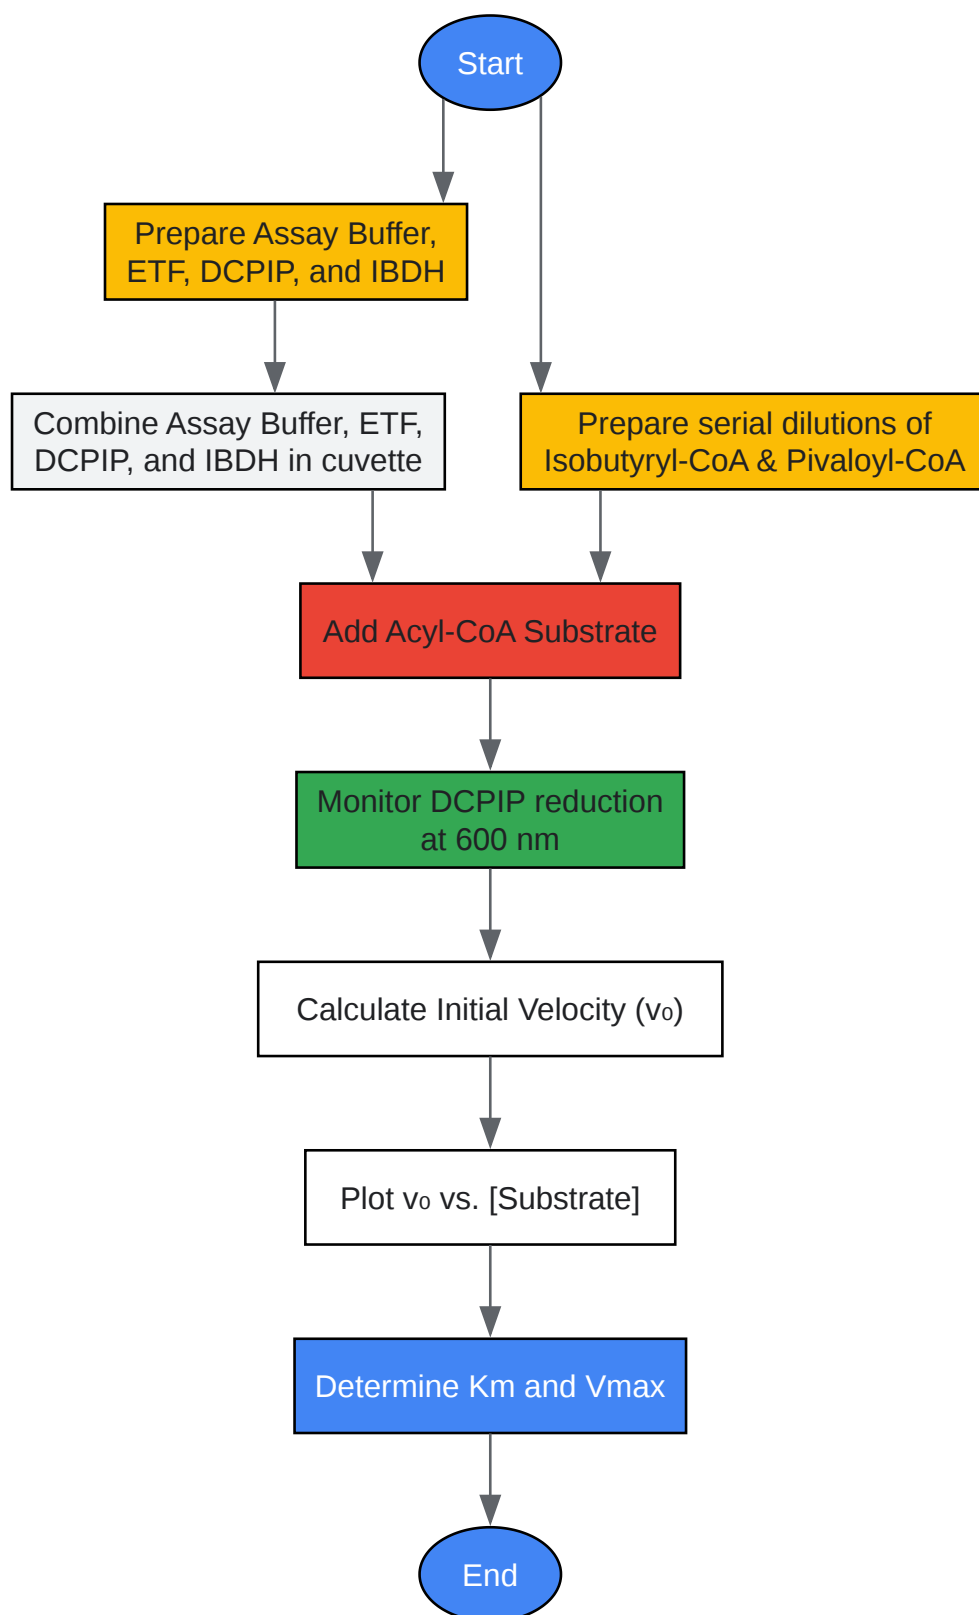 Start
Prepare Assay Buffer,
ETF, DCPIP, and IBDH
Combine Assay Buffer, ETF,
DCPIP, and IBDH in cuvette
Prepare serial dilutions of
Isobutyryl-CoA & Pivaloyl-CoA
Add Acyl-CoA Substrate
Monitor DCPIP reduction
at 600 nm
Calculate Initial Velocity (v₀)
Plot v₀ vs. [Substrate]
Determine Km and Vmax
End